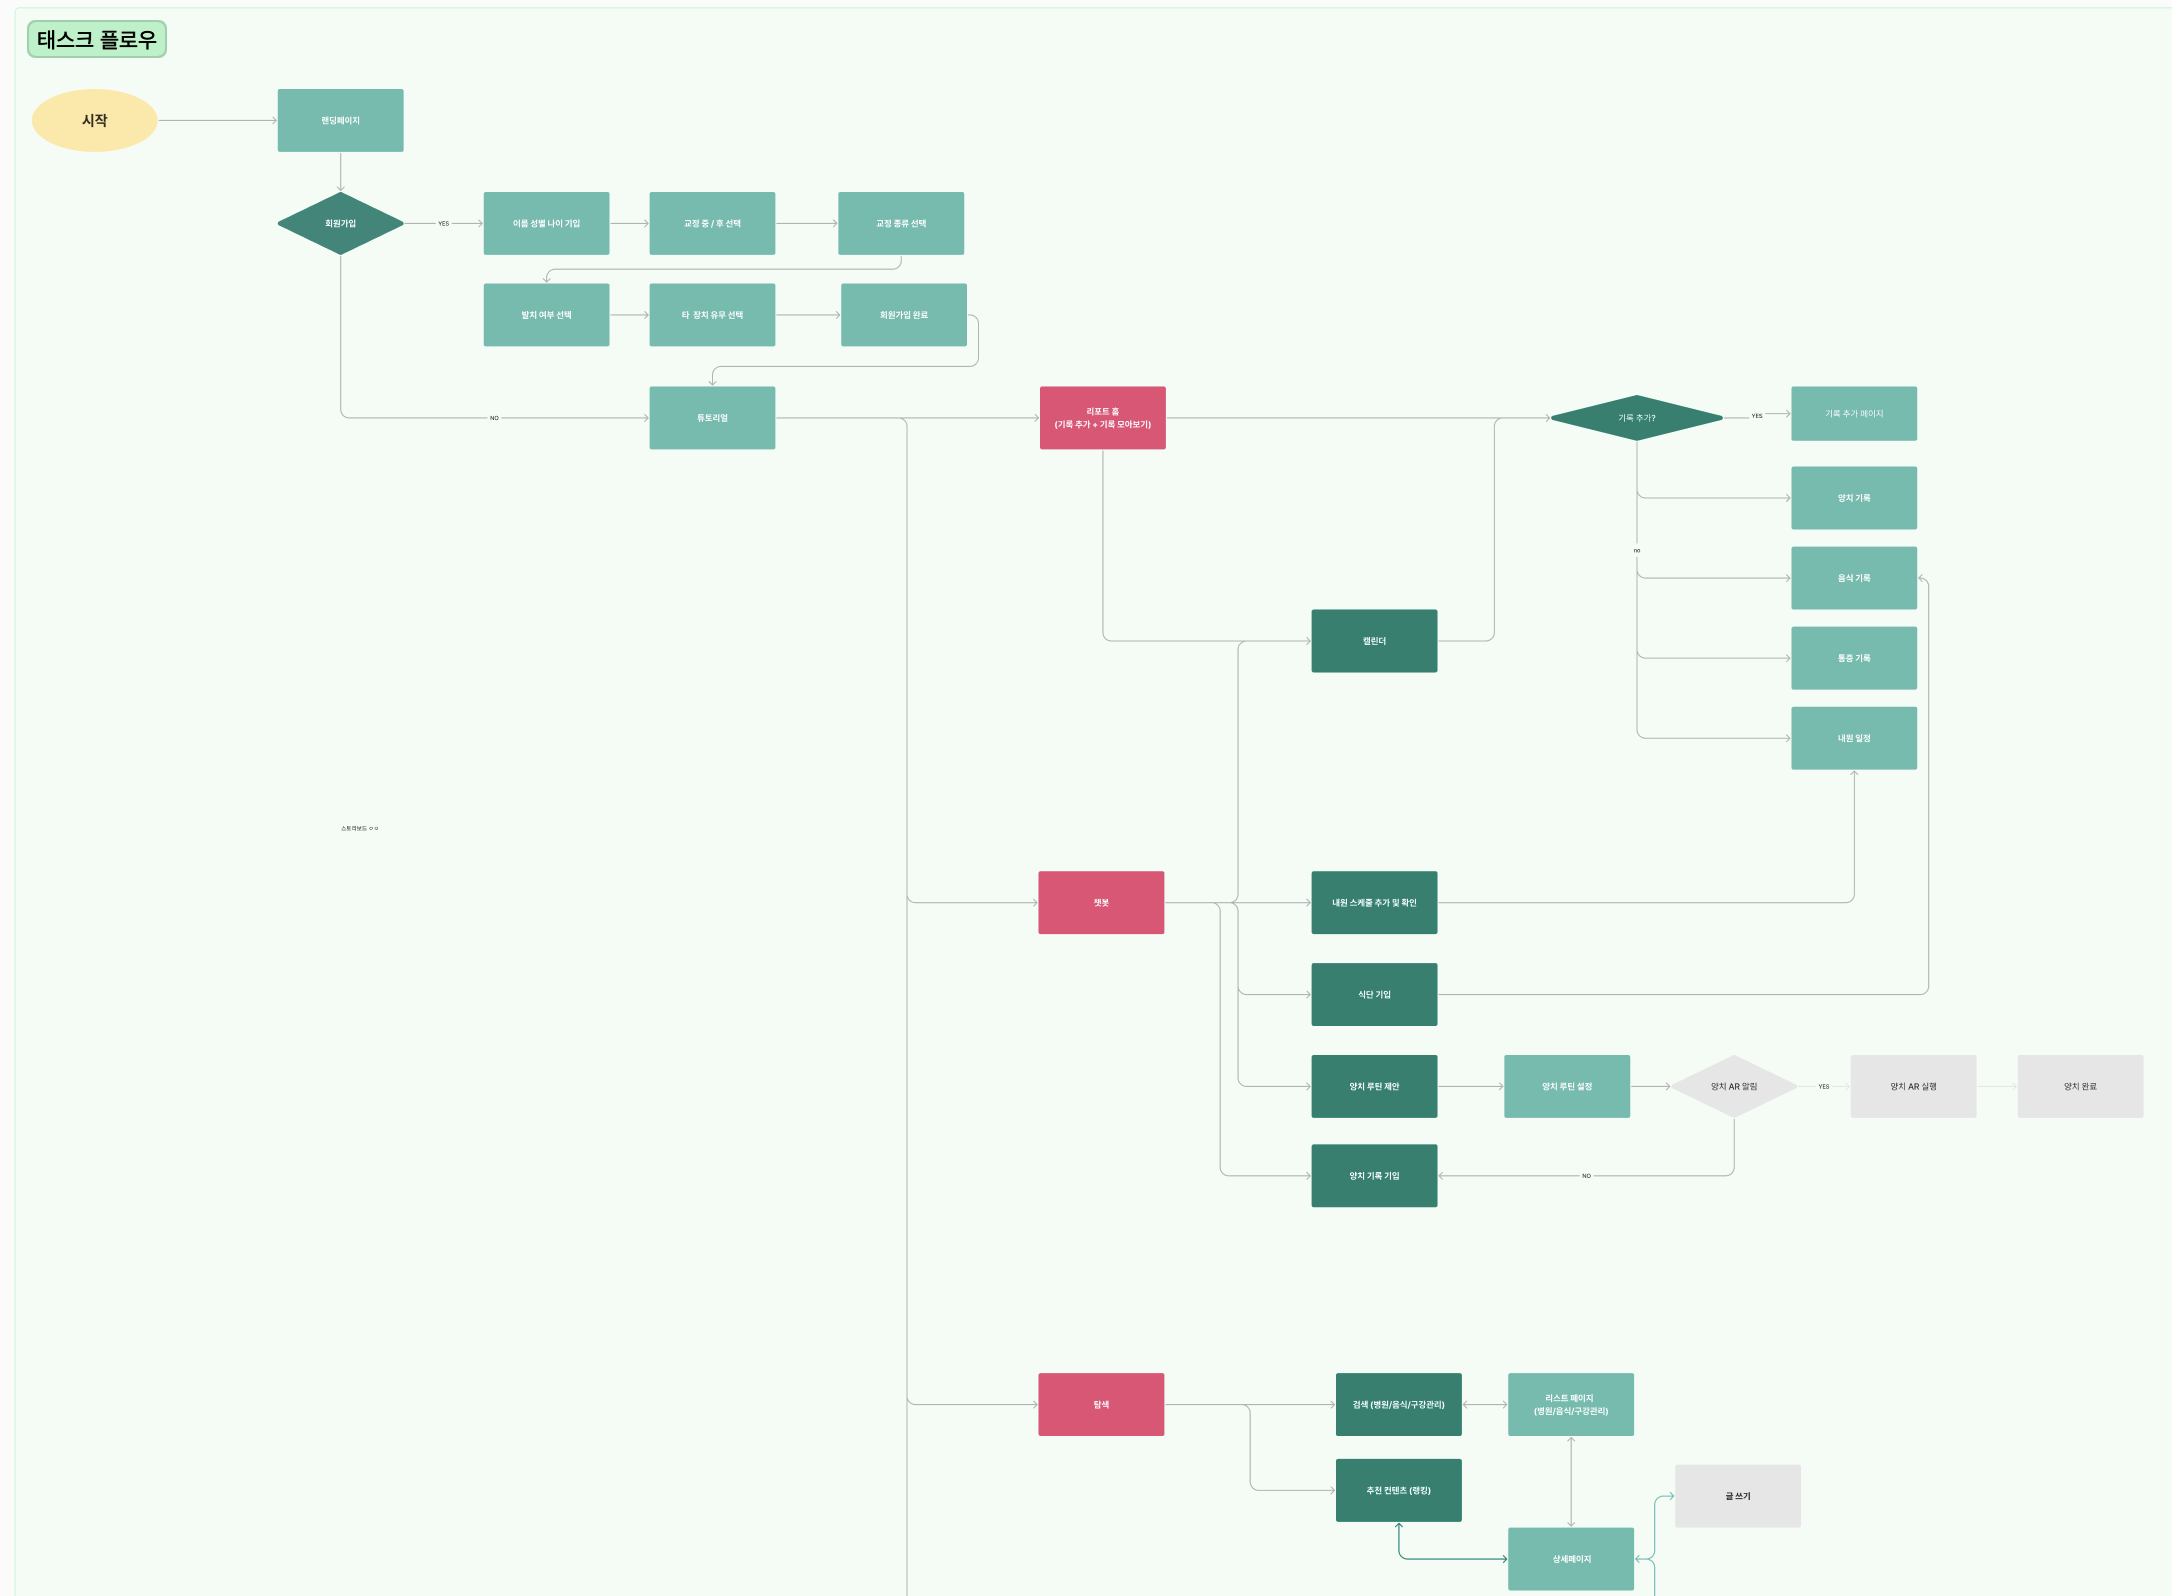 태스크 플로우
시작
랜딩페이지
회원가입
YES
이름 성별 나이 기입
교정 중 / 후 선택
교정 종류 선택
발치 여부 선택
타 장치 유무 선택
회원가입 완료
NO
튜토리얼
리포트 홈
(기록 추가 + 기록 모아보기)
기록 추가?
YES
기록 추가 페이지
양치 기록
no
음식 기록
캘린더
통증 기록
내원 일정
스토리보드 ㅇㅇ
챗봇
내원 스케줄 추가 및 확인
식단 기입
양치 루틴 제안
양치 루틴 설정
양치 AR 알림
YES
양치 AR 실행
양치 완료
양치 기록 기입
NO
탐색
검색 (병원/음식/구강관리)
리스트 페이지
(병원/음식/구강관리)
추천 컨텐츠 (랭킹)
글 쓰기
상세페이지